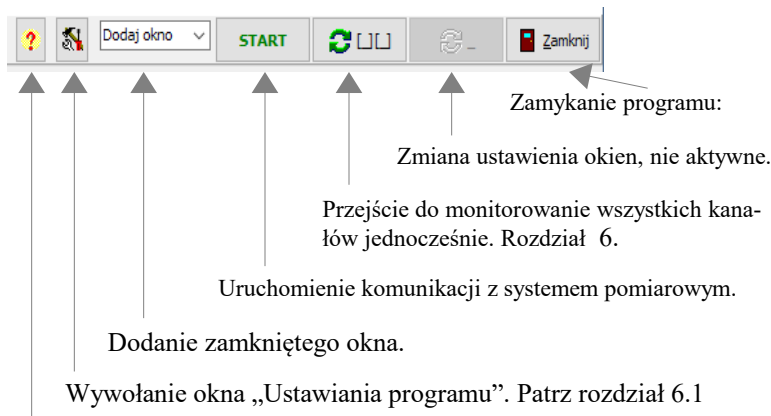 ? Dodaj okno START Zamknij
Zamykanie programu:
Zmiana ustawienia okien, nie aktywne.
Przejście do monitorowanie wszystkich kana-
łów jednocześnie. Rozdział 6.
Uruchomienie komunikacji z systemem pomiarowym.
Dodanie zamkniętego okna.
Wywołanie okna „Ustawiania programu”. Patrz rozdział 6.1